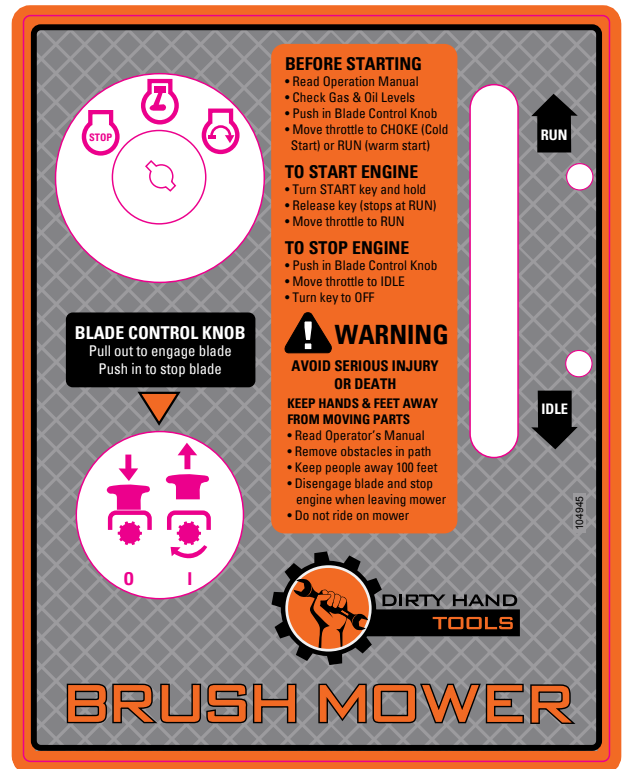 STOP
BLADE CONTROL KNOB
Pull out to engage blade
Push in to stop blade
O I
BEFORE STARTING
• Read Operation Manual
• Check Gas & Oil Levels
• Push in Blade Control Knob
• Move throttle to CHOKE (Cold
Start) or RUN (warm start)
TO START ENGINE
• Turn START key and hold
• Release key (stops at RUN)
• Move throttle to RUN
TO STOP ENGINE
• Push in Blade Control Knob
• Move throttle to IDLE
• Turn key to OFF
WARNING
AVOID SERIOUS INJURY
OR DEATH
KEEP HANDS & FEET AWAY
FROM MOVING PARTS
• Read Operator's Manual
• Remove obstacles in path
• Keep people away 100 feet
• Disengage blade and stop
engine when leaving mower
• Do not ride on mower
RUN
IDLE
104945
DIRTY HAND
TOOLS
BRUSH MOWER